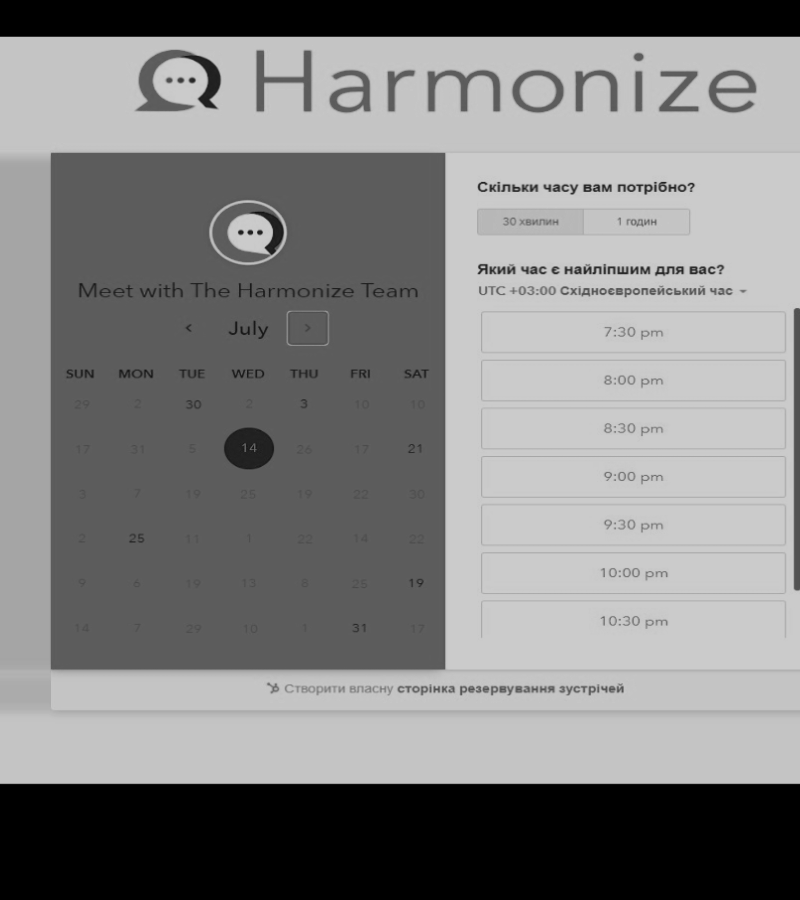 Harmonize
Meet with The Harmonize Team
July
SUN MON TUE WED THU FRI SAT
29 2 30 2 3 10 10
17 31 5 14 26 17 21
3 7 19 25 19 22 30
2 25 11 1 22 14 22
9 6 19 13 8 25 19
14 7 29 10 1 31 17
Скільки часу вам потрібно?
30 хвилин 1 годин
Який час є найліпшим для вас?
UTC +03:00 Східноєвропейський час
7:30 pm
8:00 pm
8:30 pm
9:00 pm
9:30 pm
10:00 pm
10:30 pm
Створити власну сторінка резервування зустрічей